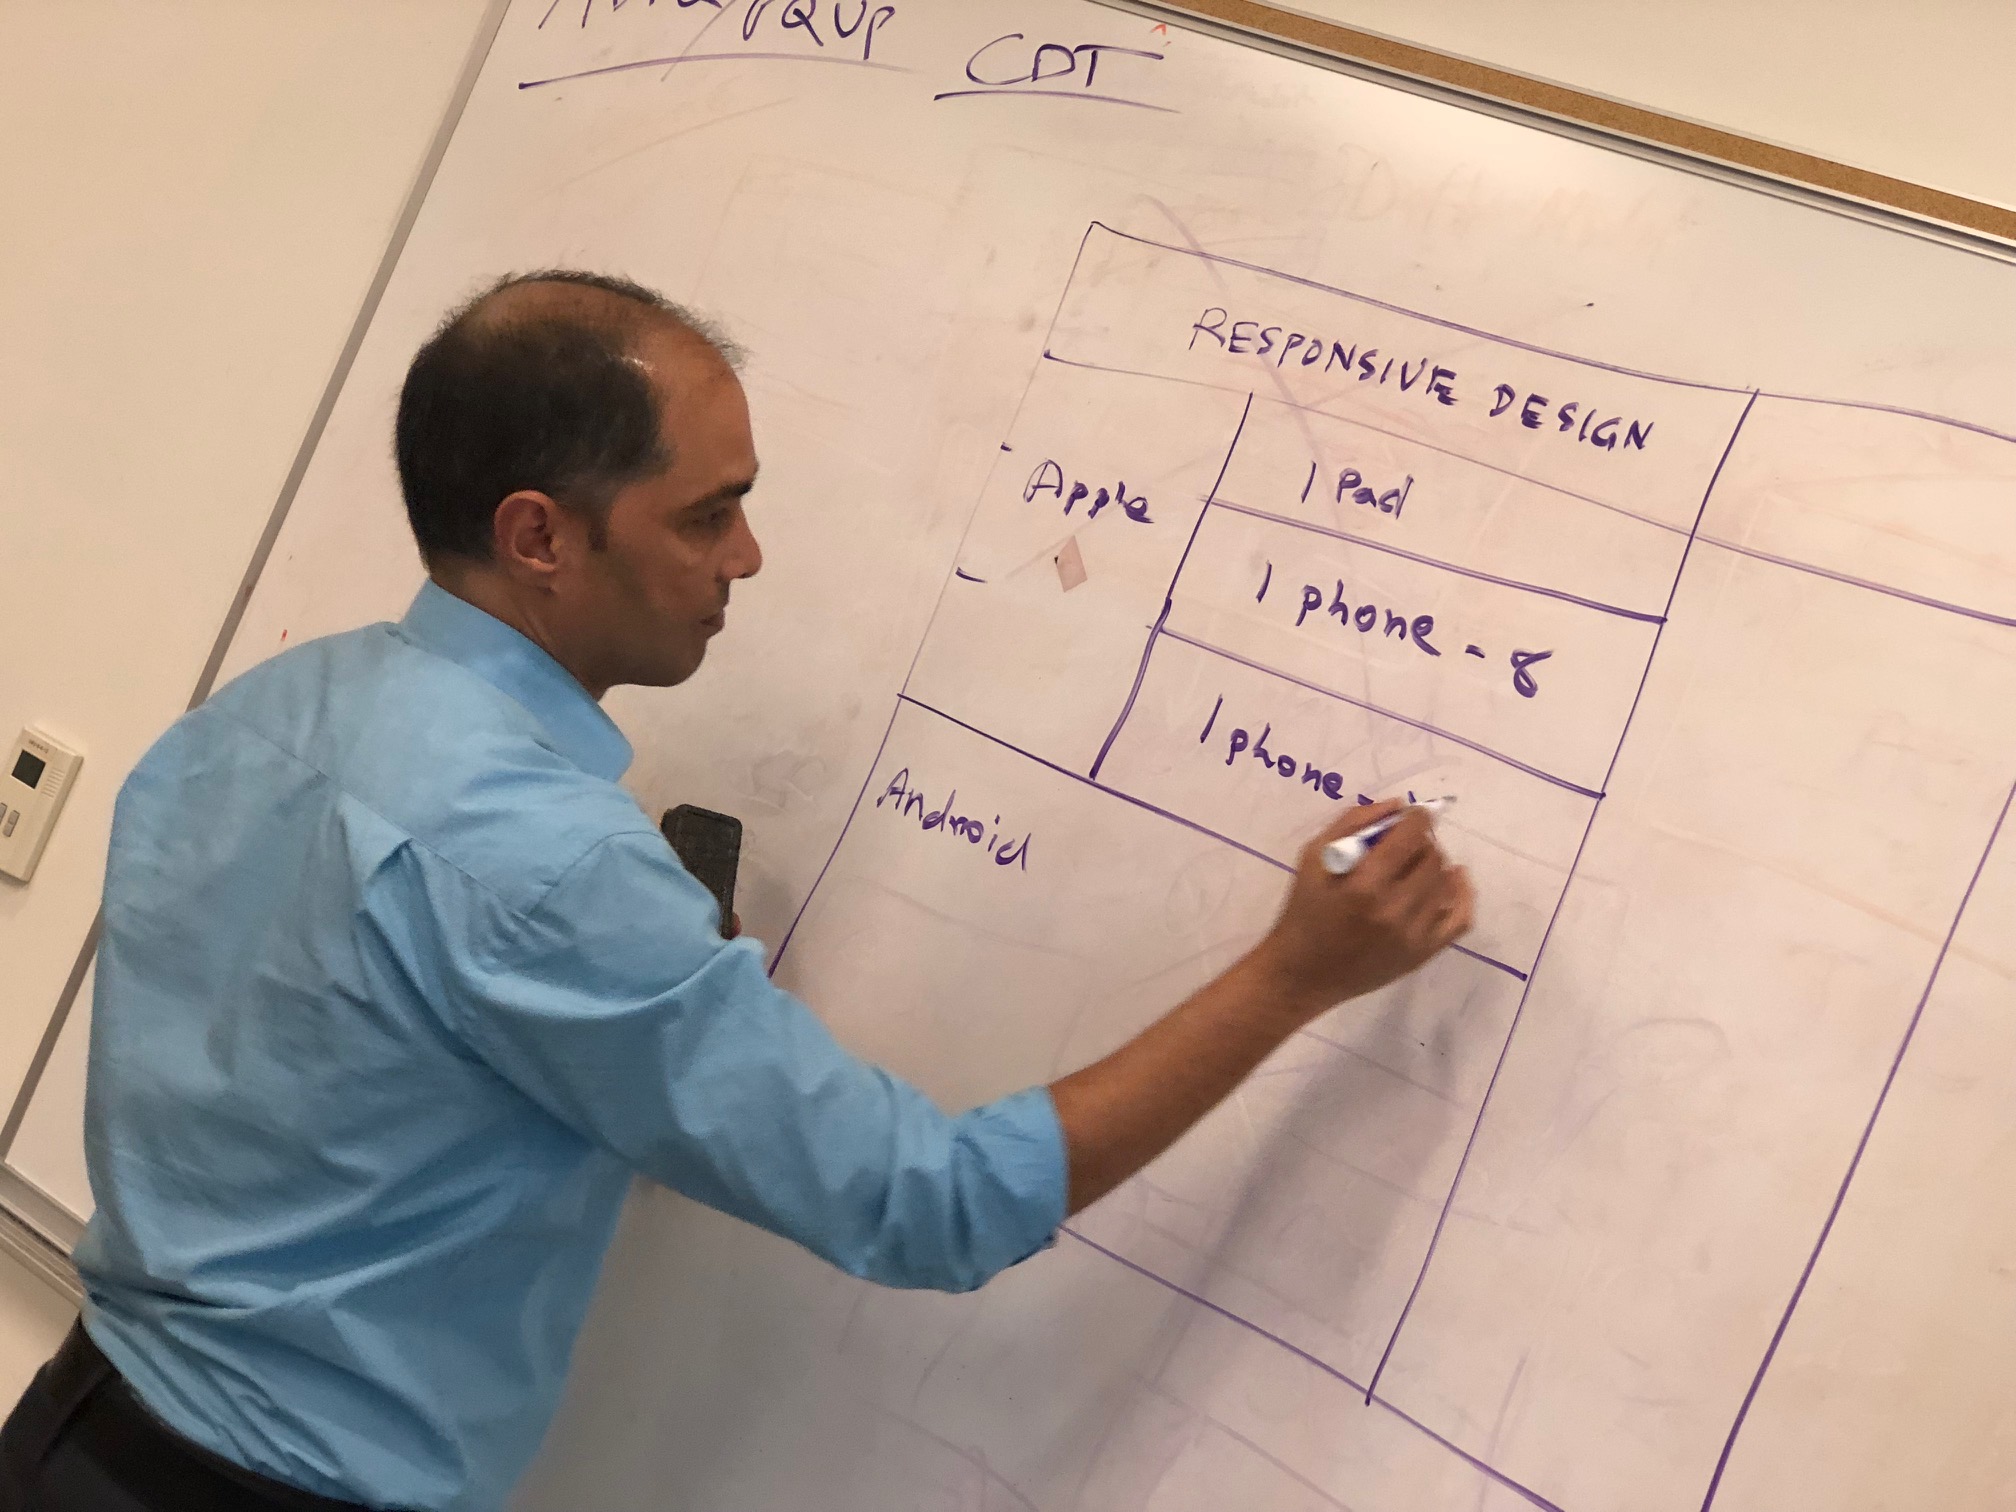 CDT
RESPONSIVE DESIGN
Apple
I Pad
I phone - 8
I phone -
Android